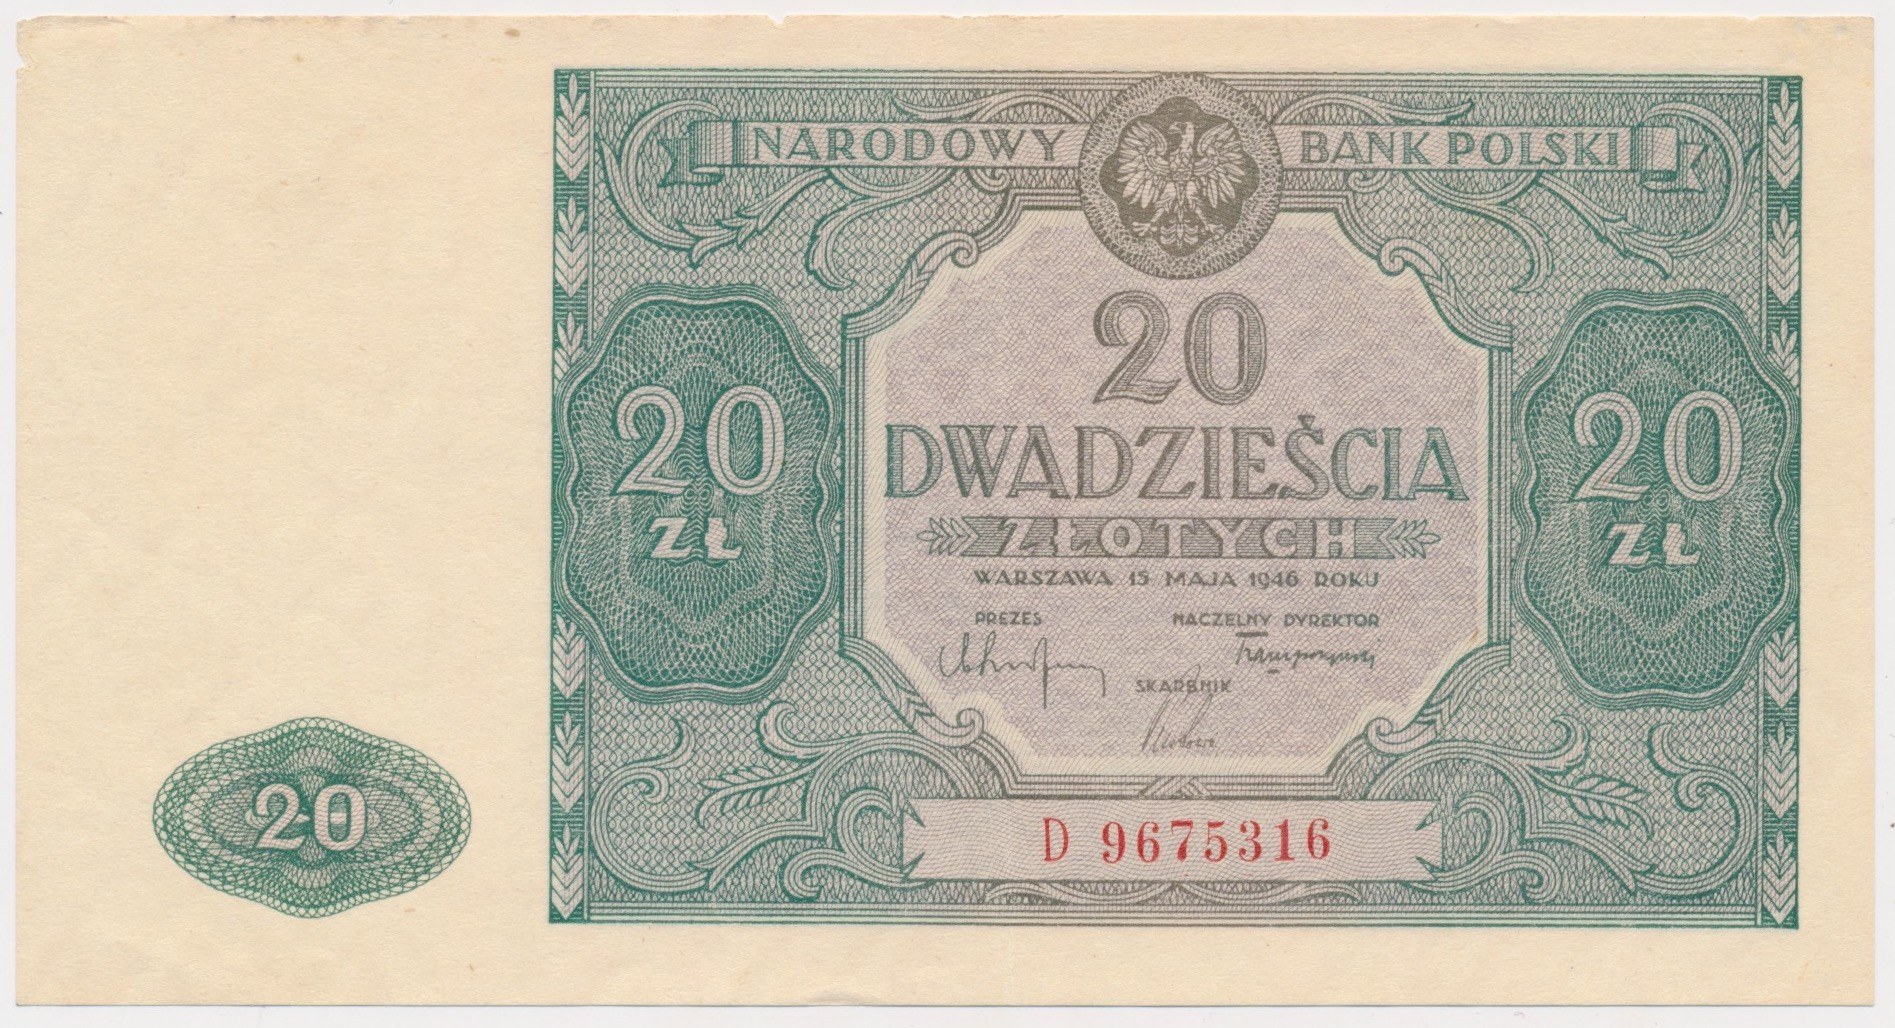 NARODOWY BANK POLSKI
20
DWADZIEŚCIA
ZŁOTYCH
WARSZAWA 15 MAJA 1946 ROKU
PREZES NACZELNY DYREKTOR
SKARBNIK
20 ZŁ
20 ZŁ
20
D 9675316